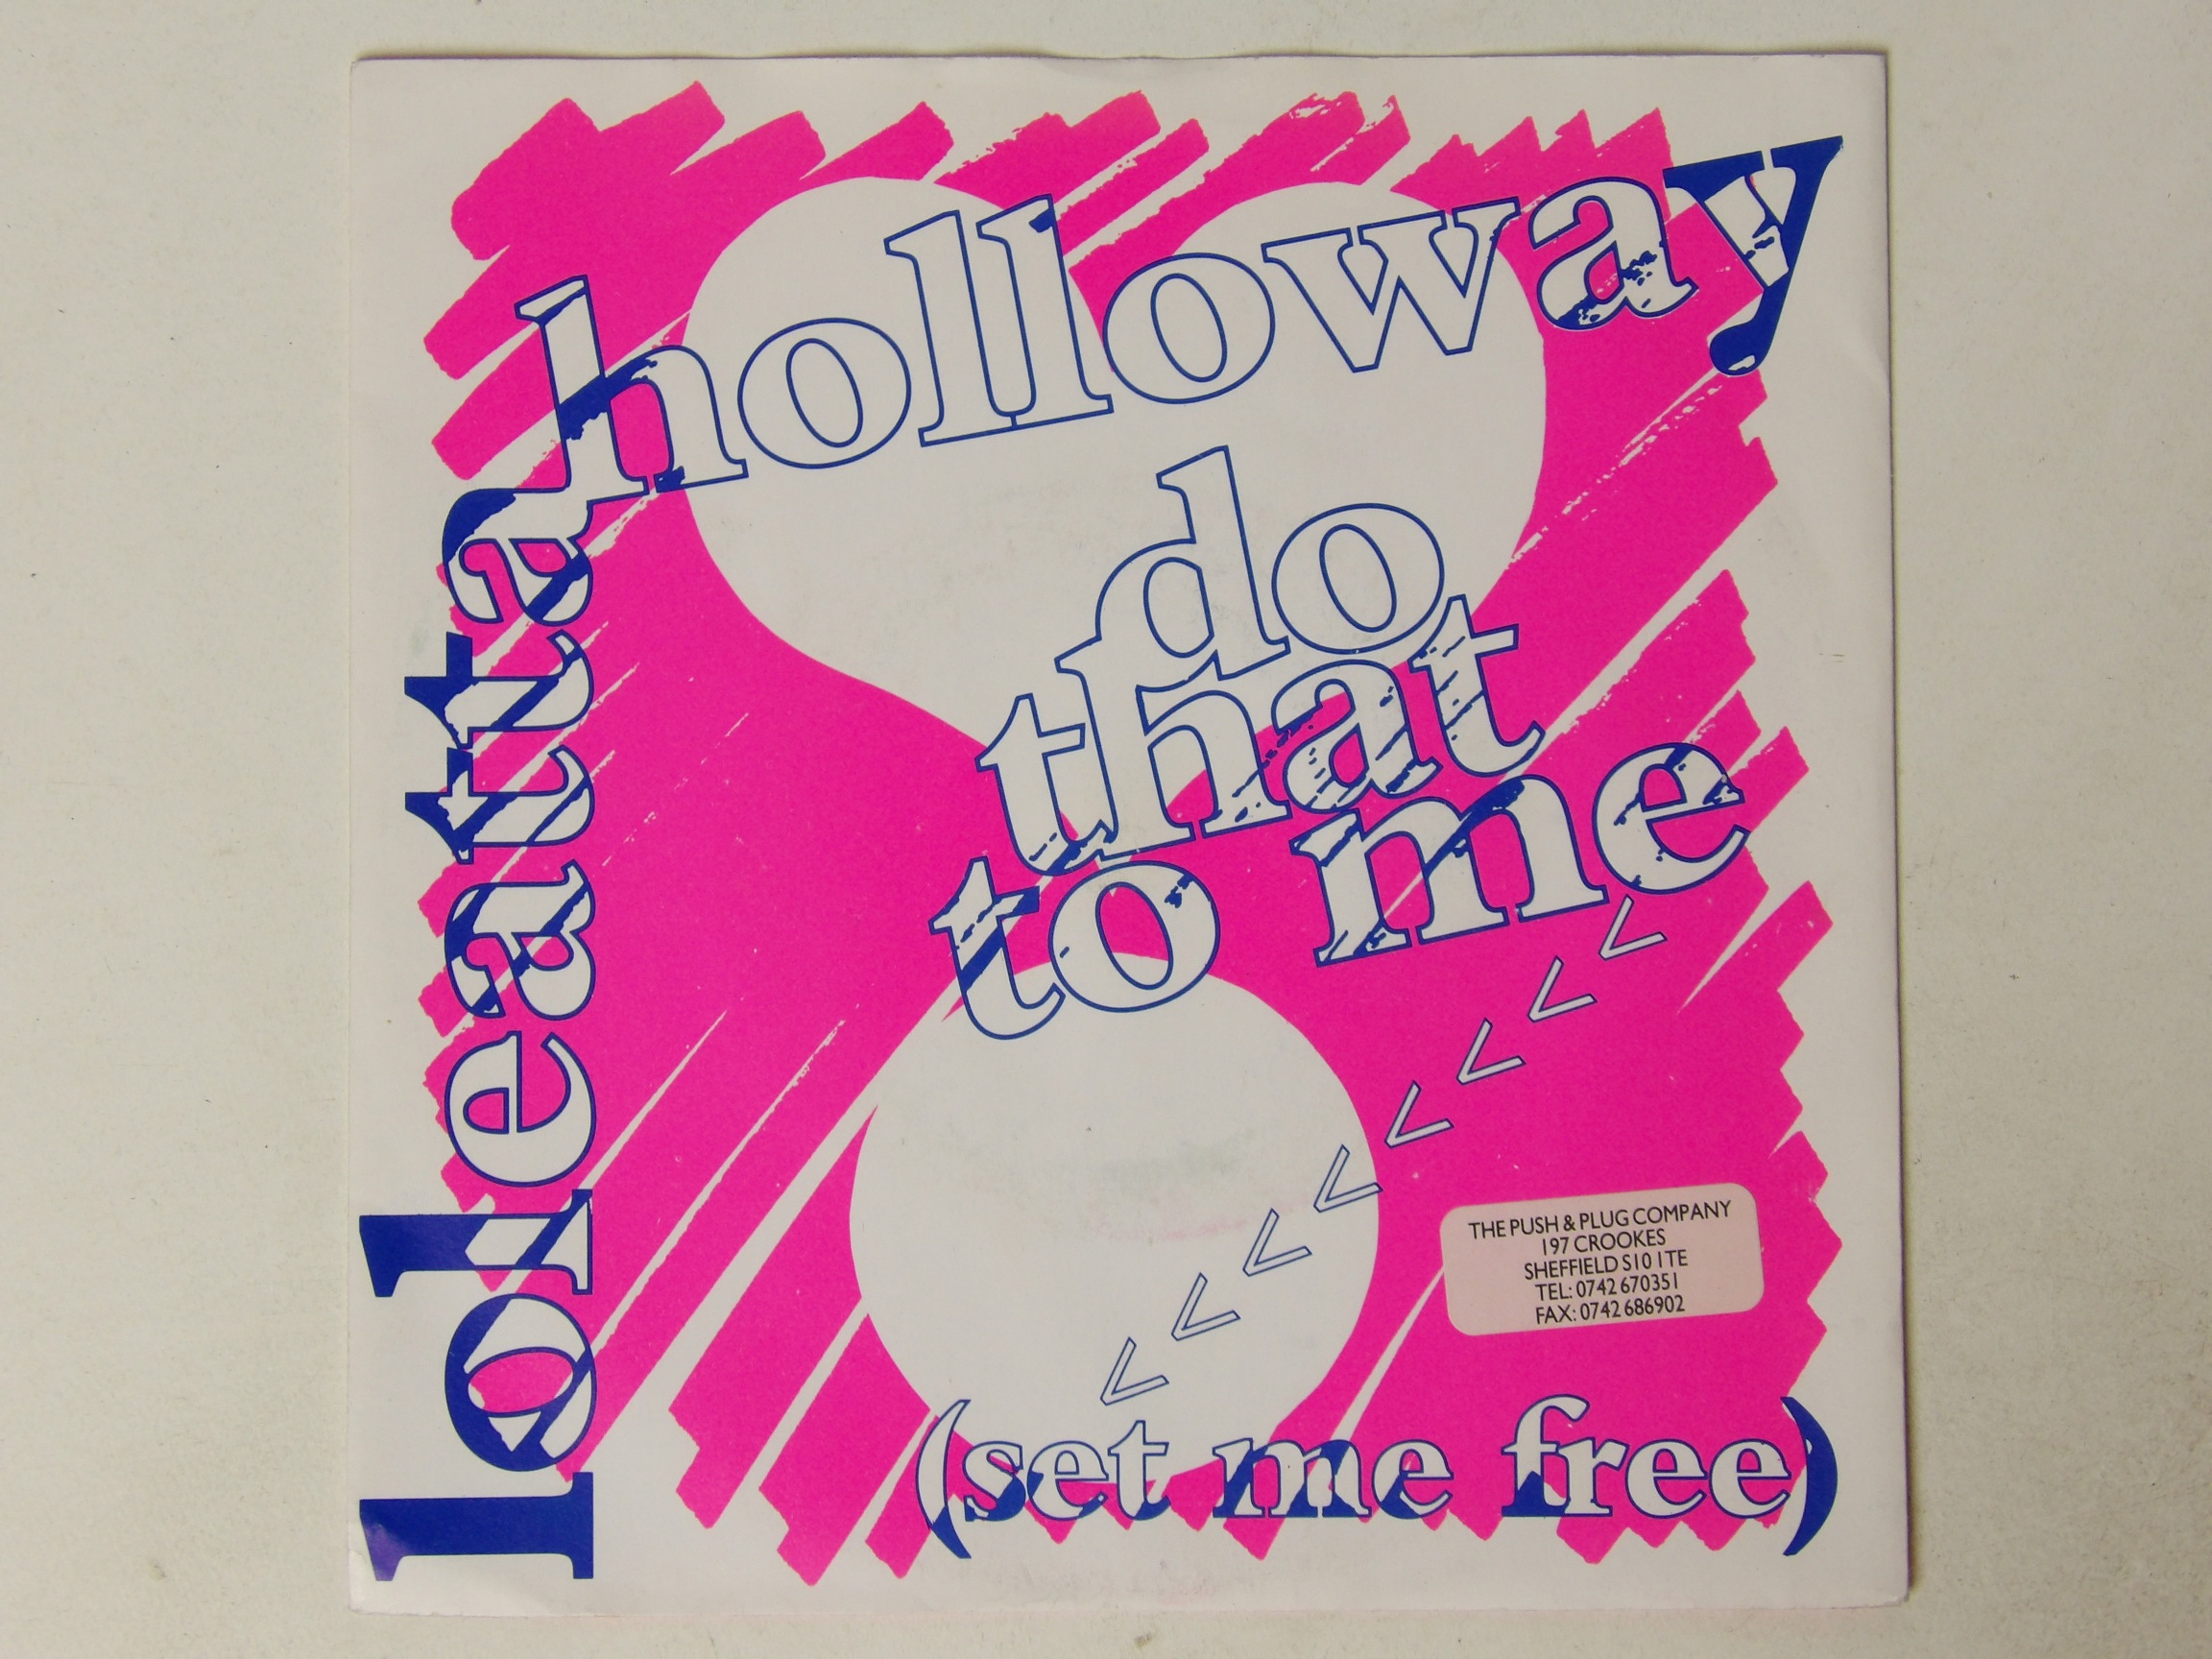 loleatta
holloway
do
that
to me
<<<<<<<<
THE PUSH & PLUG COMPANY
197 CROOKES
SHEFFIELD S10 1TE
TEL: 0742 670351
FAX: 0742 686902
(set me free)